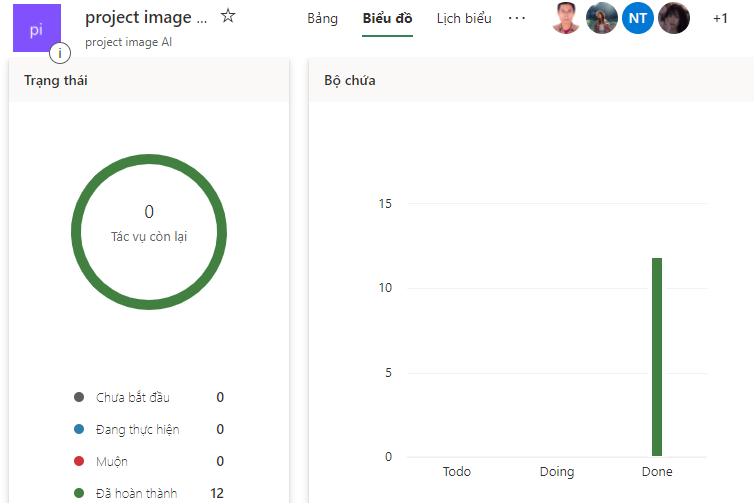 pi
project image ...
project image AI
i
Bảng
Biểu đồ
Lịch biểu
...
NT
+1
Trạng thái
0
Tác vụ còn lại
Chưa bắt đầu 0
Đang thực hiện 0
Muộn 0
Đã hoàn thành 12
Bộ chứa
15
10
5
0
Todo Doing Done